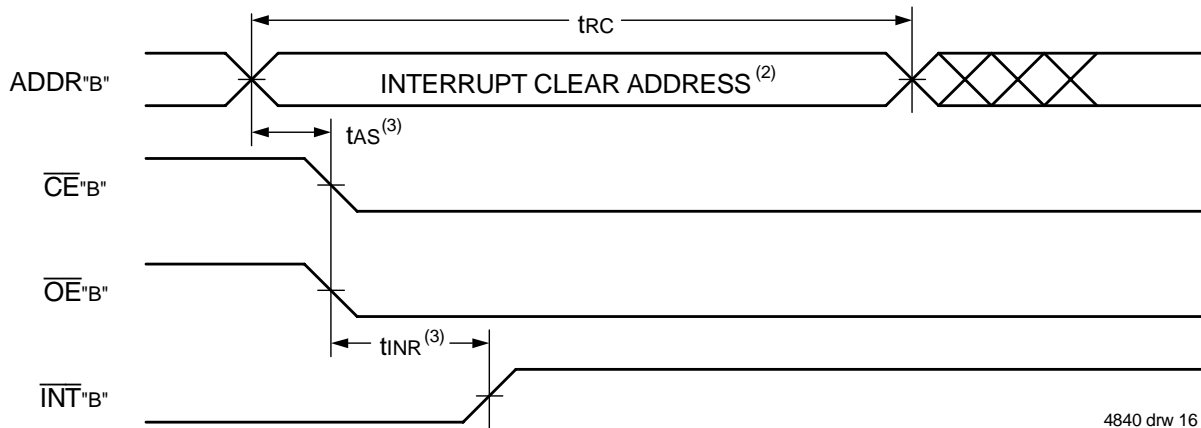 tRC
ADDR"B"
INTERRUPT CLEAR ADDRESS(2)
tAS(3)
CE"B"
OE"B"
tINR(3)
INT"B"
4840 drw 16